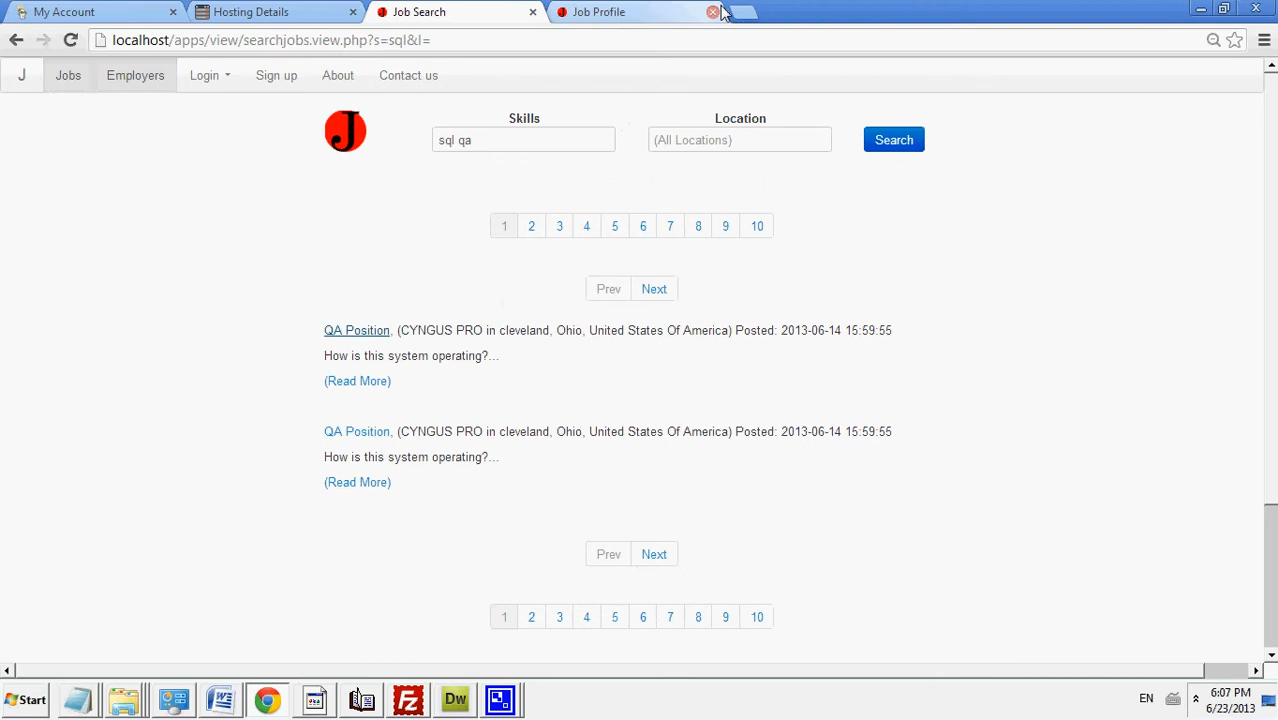 My Account
Hosting Details
Job Search
Job Profile
localhost/apps/view/searchjobs.view.php?s=sql&l=
J Jobs Employers Login Sign up About Contact us
J
Skills
Location
sql qa
(All Locations)
Search
1 2 3 4 5 6 7 8 9 10
Prev Next
QA Position, (CYNGUS PRO in cleveland, Ohio, United States Of America) Posted: 2013-06-14 15:59:55
How is this system operating?...
(Read More)
QA Position, (CYNGUS PRO in cleveland, Ohio, United States Of America) Posted: 2013-06-14 15:59:55
How is this system operating?...
(Read More)
Prev Next
1 2 3 4 5 6 7 8 9 10
Start
W
Fz
Dw
EN
6:07 PM
6/23/2013